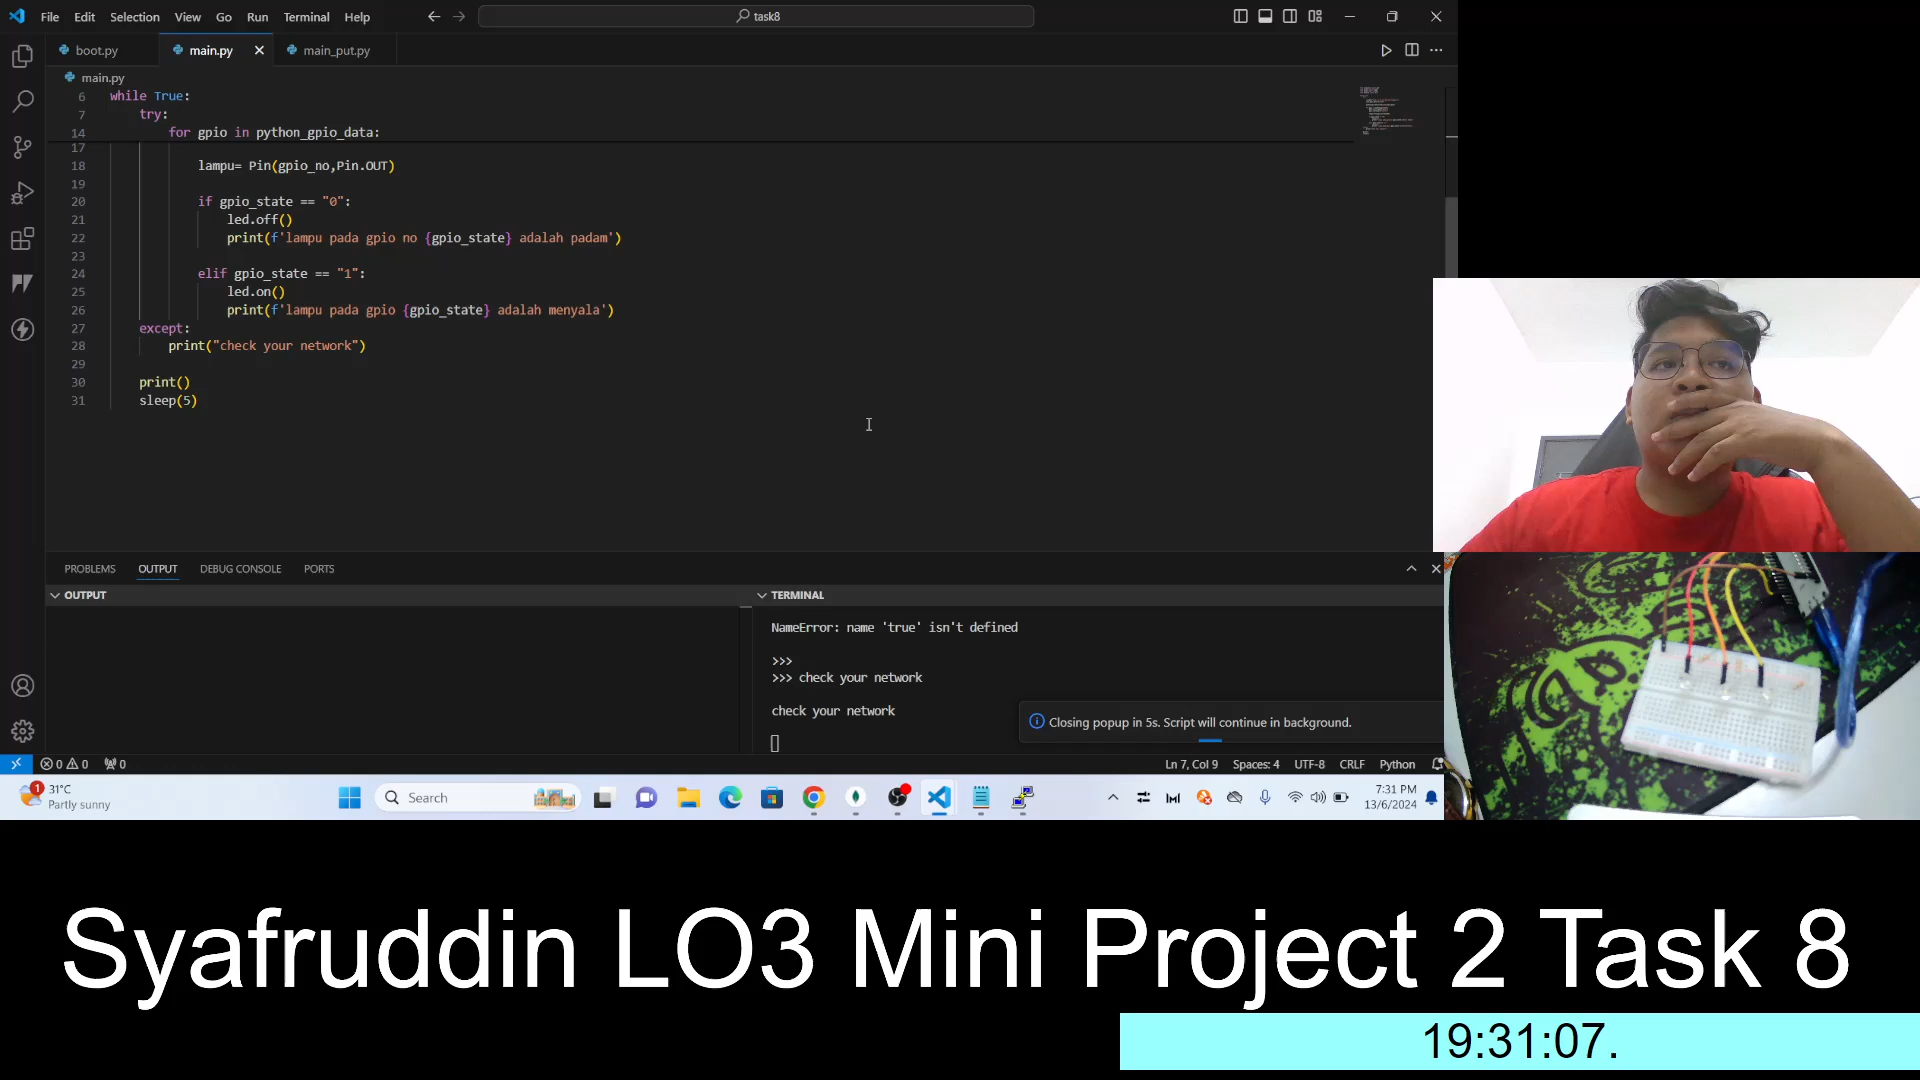 File Edit Selection View Go Run Terminal Help
task8
boot.py main.py main_put.py
main.py
6 while True:
7 try:
14 for gpio in python_gpio_data:
17
18 lampu= Pin(gpio_no,Pin.OUT)
19
20 if gpio_state == "0":
21 led.off()
22 print(f'lampu pada gpio no {gpio_state} adalah padam')
23
24 elif gpio_state == "1":
25 led.on()
26 print(f'lampu pada gpio {gpio_state} adalah menyala')
27 except:
28 print("check your network")
29
30 print()
31 sleep(5)
PROBLEMS OUTPUT DEBUG CONSOLE PORTS
OUTPUT
TERMINAL
NameError: name 'true' isn't defined
>>>
>>> check your network
check your network
Closing popup in 5s. Script will continue in background.
0 0 0
Ln 7, Col 9 Spaces: 4 UTF-8 CRLF Python
1
31°C
Partly sunny
Search
7:31 PM
13/6/2024
Syafruddin LO3 Mini Project 2 Task 8
19:31:07.